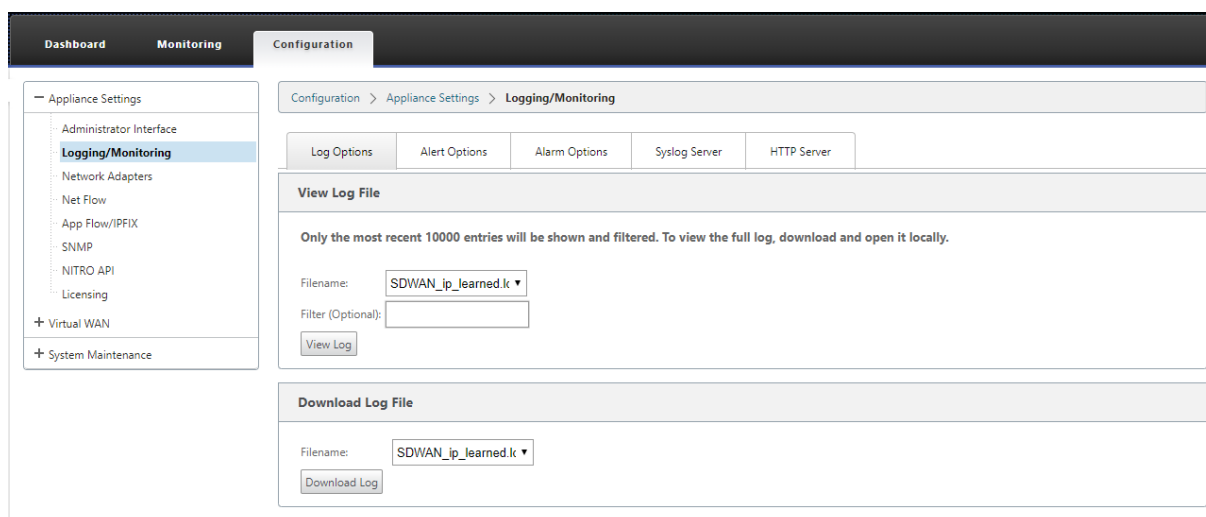 Dashboard Monitoring Configuration
Appliance Settings
Administrator Interface
Logging/Monitoring
Network Adapters
Net Flow
App Flow/IPFIX
SNMP
NITRO API
Licensing
Virtual WAN
System Maintenance
Configuration > Appliance Settings > Logging/Monitoring
Log Options Alert Options Alarm Options Syslog Server HTTP Server
View Log File
Only the most recent 10000 entries will be shown and filtered. To view the full log, download and open it locally.
Filename: SDWAN_ip_learned.lo
Filter (Optional):
View Log
Download Log File
Filename: SDWAN_ip_learned.lo
Download Log